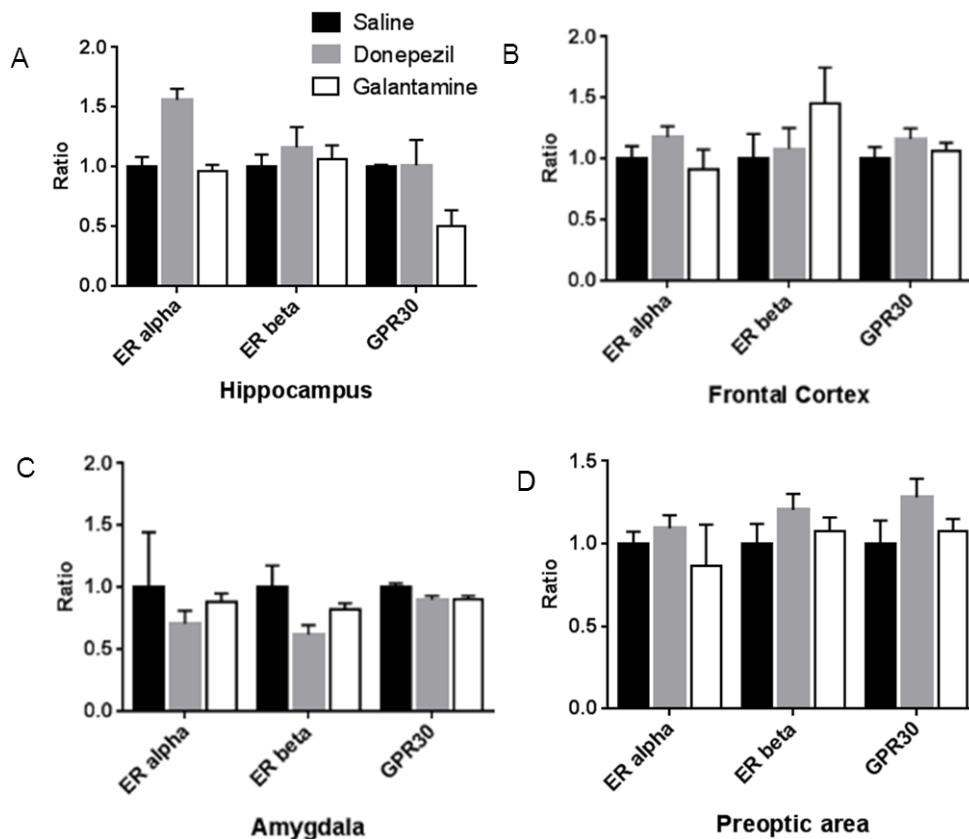 A
Saline
Donepezil
Galantamine
2.0
1.5
1.0
0.5
0.0
Ratio
ER alpha
ER beta
GPR30
Hippocampus
B
2.0
1.5
1.0
0.5
0.0
Ratio
ER alpha
ER beta
GPR30
Frontal Cortex
C
2.0
1.5
1.0
0.5
0.0
Ratio
ER alpha
ER beta
GPR30
Amygdala
D
1.5
1.0
0.5
0.0
Ratio
ER alpha
ER beta
GPR30
Preoptic area